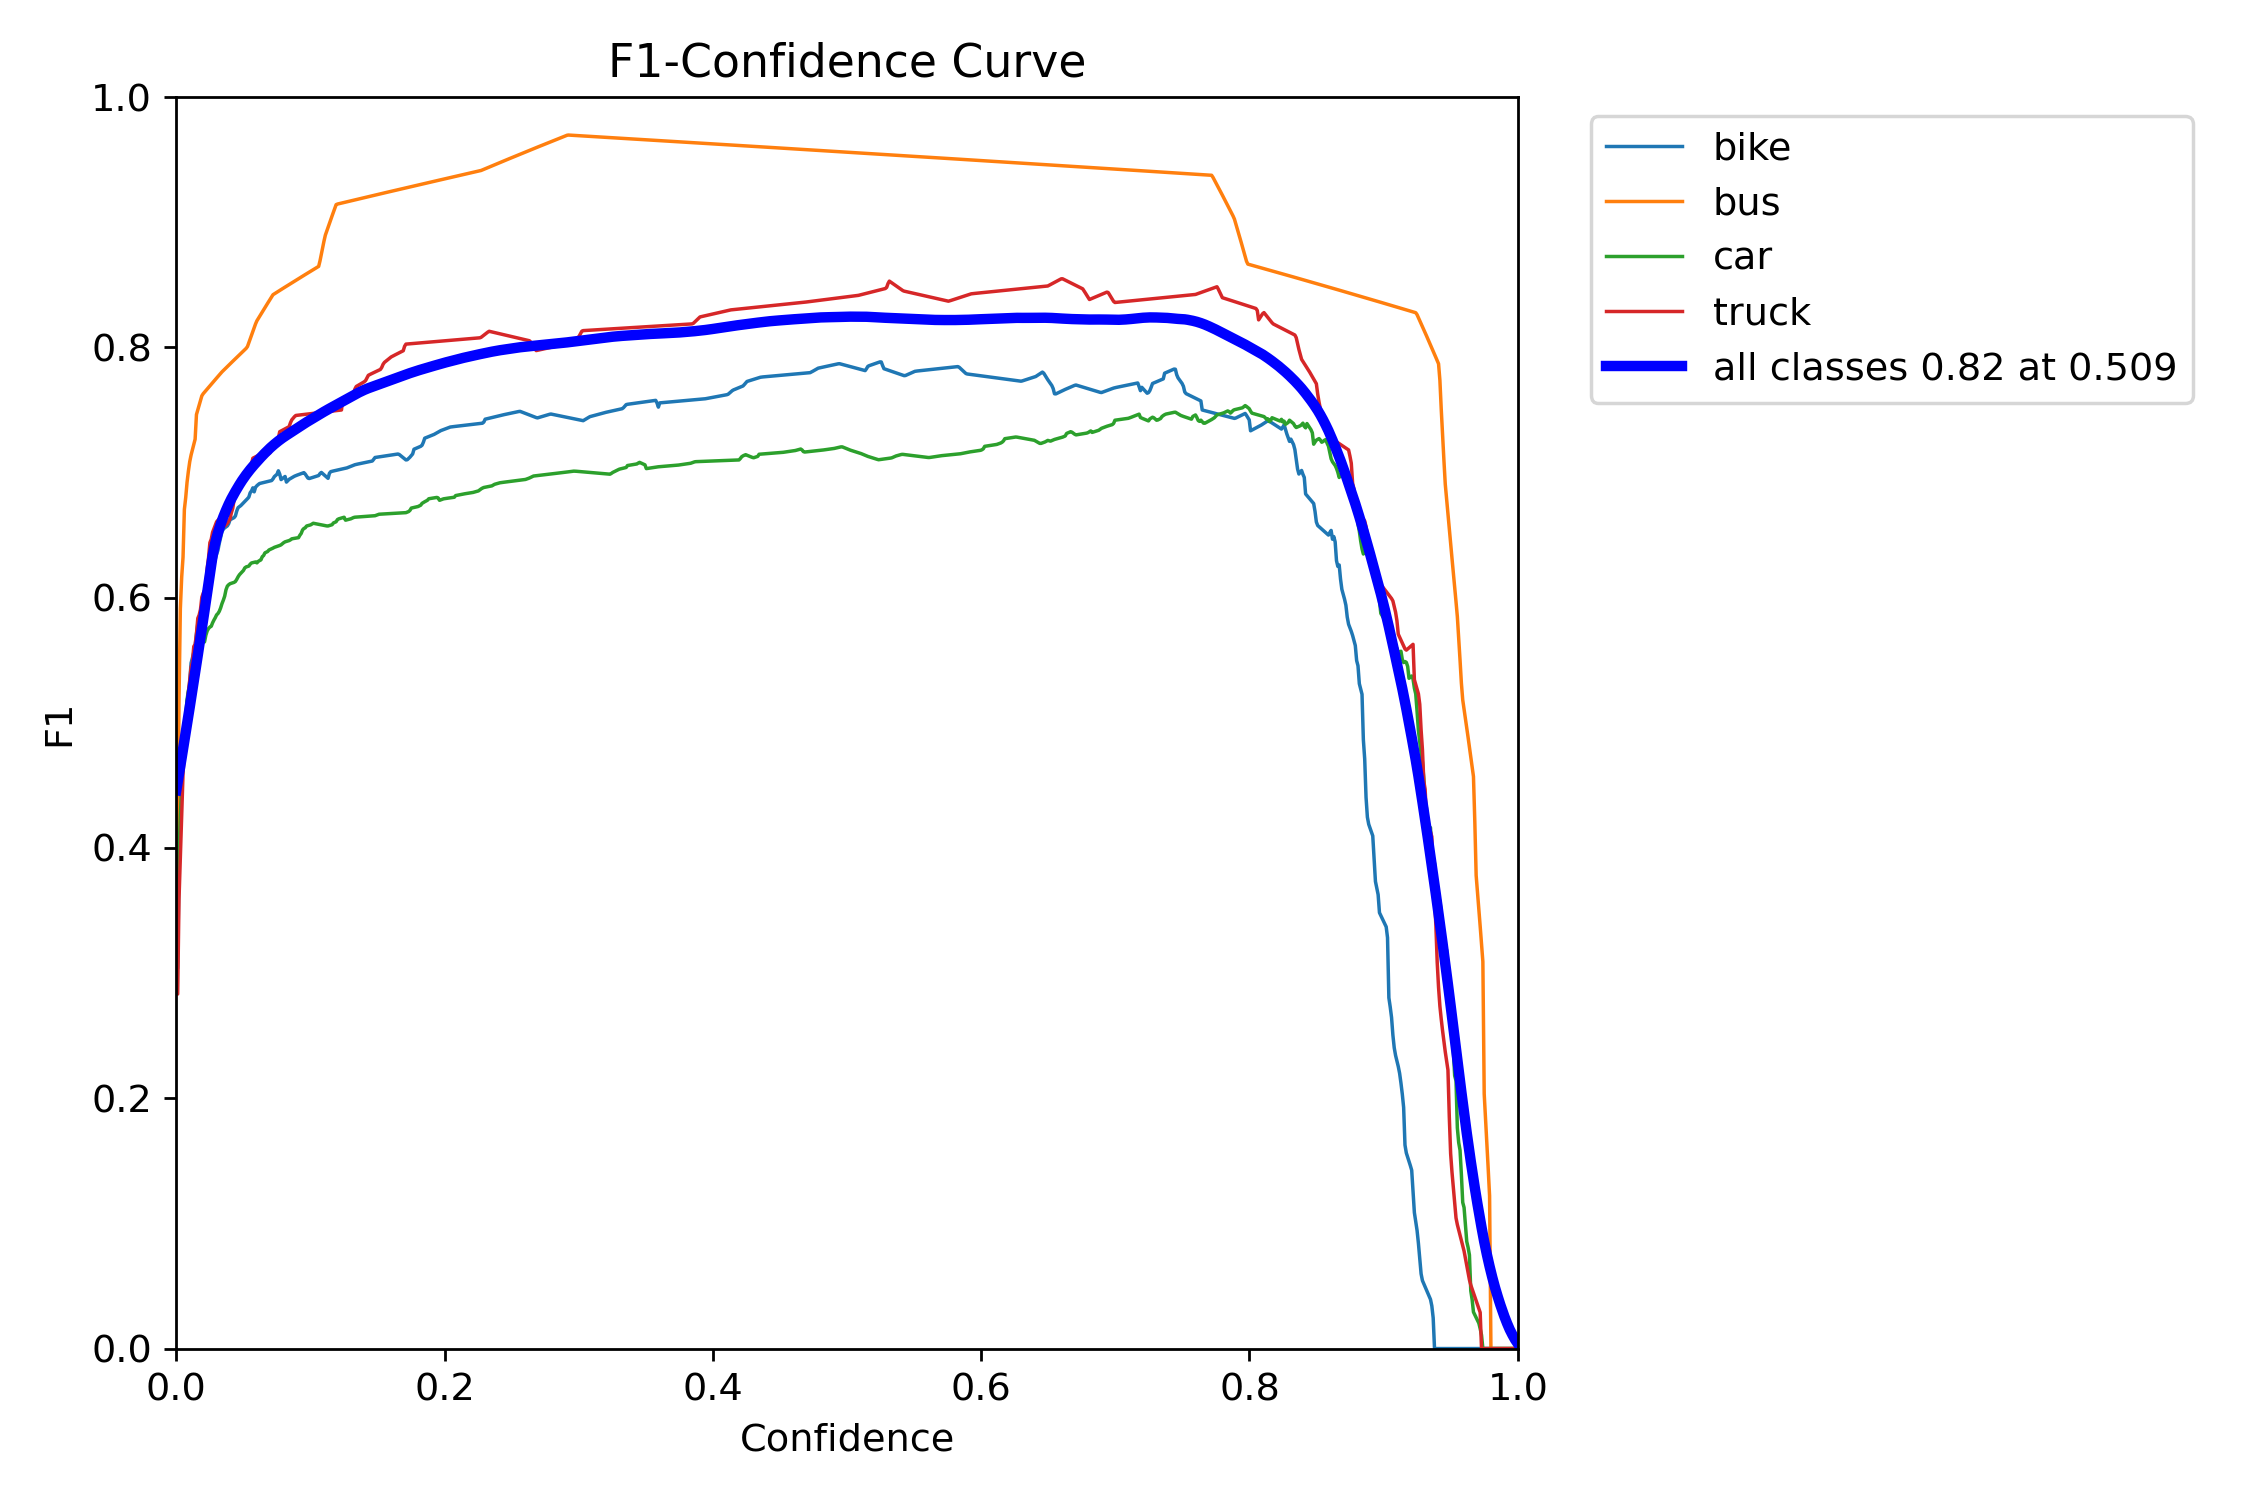 F1-Confidence Curve
1.0
0.8
0.6
0.4
0.2
0.0
F1
0.0 0.2 0.4 0.6 0.8 1.0
Confidence
bike
bus
car
truck
all classes 0.82 at 0.509